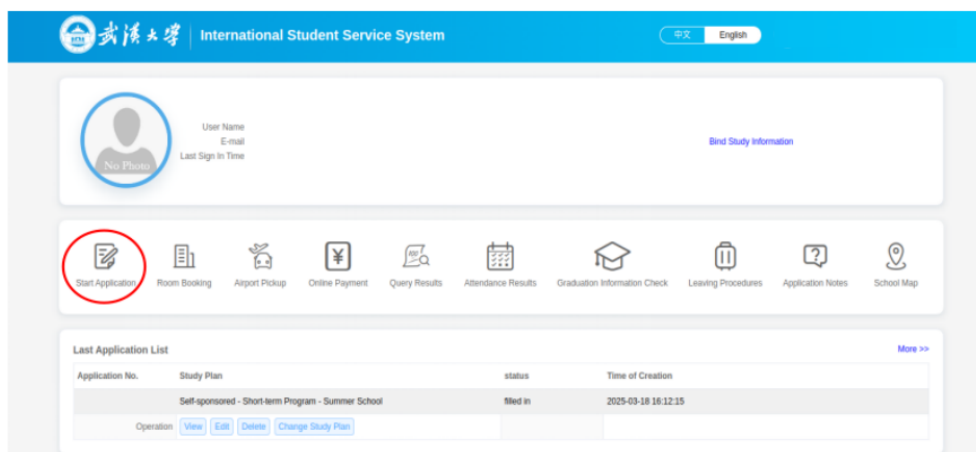 武漢大學 International Student Service System 中文 English
No Photo
User Name
E-mail
Last Sign In Time
Bind Study Information
Start Application Room Booking Airport Pickup Online Payment Query Results Attendance Results Graduation Information Check Leaving Procedures Application Notes School Map
Last Application List More >>
Application No. Study Plan status Time of Creation
Self-sponsored - Short-term Program - Summer School filled in 2025-03-18 16:12:15
Operation View Edit Delete Change Study Plan